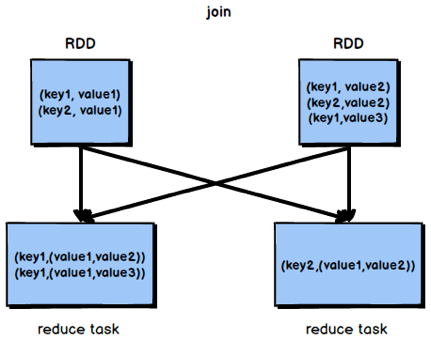 join
RDD
RDD
(key1, value1)
(key2, value1)
(key1, value2)
(key2,value2)
(key1,value3)
(key1,(value1,value2))
(key1,(value1,value3))
(key2,(value1,value2))
reduce task
reduce task